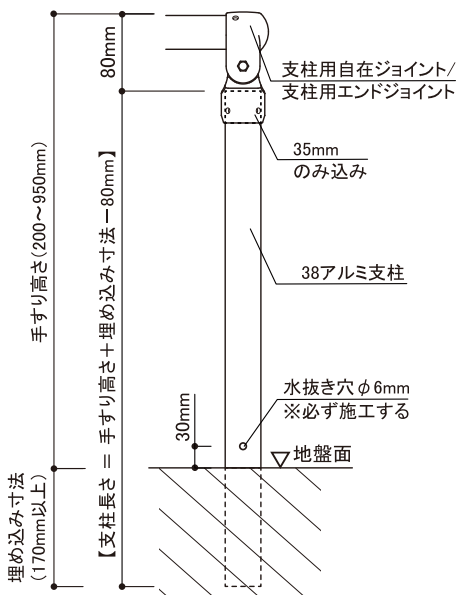 80mm
支柱用自在ジョイント/
支柱用エンドジョイント
35mm
のみ込み
手すり高さ(200～950mm)
【支柱長さ = 手すり高さ+埋め込み寸法-80mm】
38アルミ支柱
水抜き穴φ6mm
※必ず施工する
30mm
地盤面
埋め込み寸法
(170mm以上)